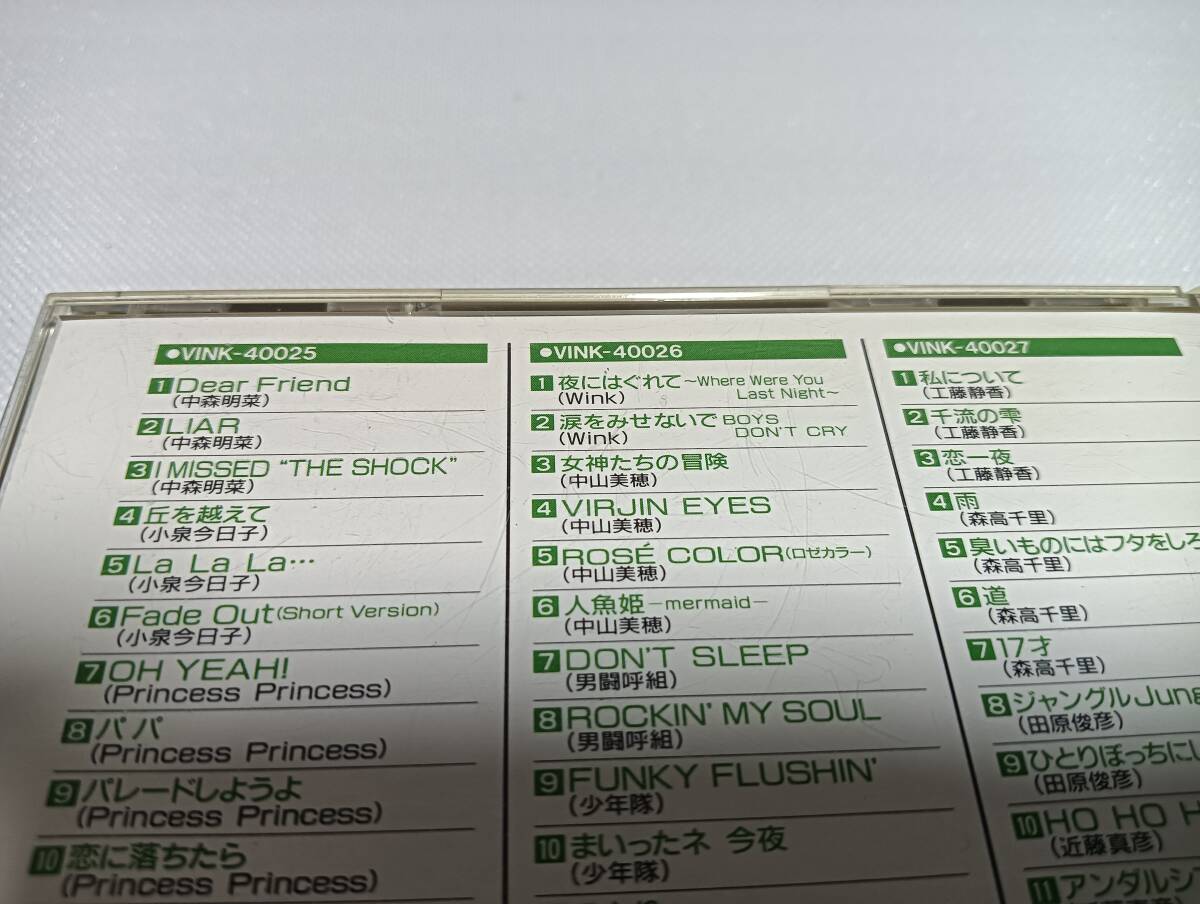 ●VINK-40025
1 Dear Friend
(中森明菜)
2 LIAR
(中森明菜)
3 I MISSED “THE SHOCK”
(中森明菜)
4 丘を越えて
(小泉今日子)
5 La La La…
(小泉今日子)
6 Fade Out(Short Version)
(小泉今日子)
7 OH YEAH!
(Princess Princess)
8 パパ
(Princess Princess)
9 パレードしようよ
(Princess Princess)
10 恋に落ちたら
(Princess Princess)
●VINK-40026
1 夜にはぐれて~Where Were You
Last Night~
(Wink)
2 涙をみせないで BOYS
DON'T CRY
(Wink)
3 女神たちの冒険
(中山美穂)
4 VIRJIN EYES
(中山美穂)
5 ROSÉ COLOR(ロゼカラー)
(中山美穂)
6 人魚姫－mermaid－
(中山美穂)
7 DON'T SLEEP
(男闘呼組)
8 ROCKIN' MY SOUL
(男闘呼組)
9 FUNKY FLUSHIN'
(少年隊)
10 まいったネ 今夜
(少年隊)
●VINK-40027
1 私について
(工藤静香)
2 千流の雫
(工藤静香)
3 恋一夜
(工藤静香)
4 雨
(森高千里)
5 臭いものにはフタをしろ
(森高千里)
6 道
(森高千里)
7 17才
(森高千里)
8 ジャングルJung
(田原俊彦)
9 ひとりぼっちにし
(田原俊彦)
10 HO HO H
(近藤真彦)
11 アンダルシ